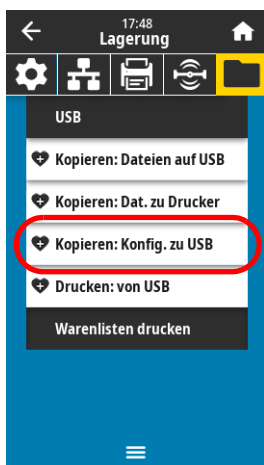 17:48
Lagerung
USB
Kopieren: Dateien auf USB
Kopieren: Dat. zu Drucker
Kopieren: Konfig. zu USB
Drucken: von USB
Warenlisten drucken